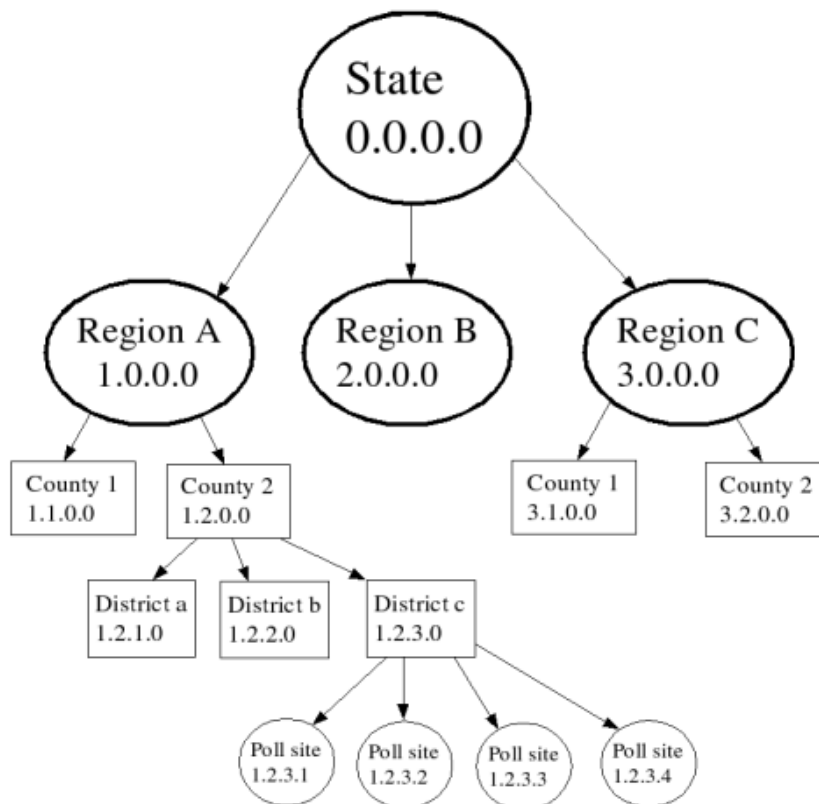 State
0.0.0.0
Region A
1.0.0.0
Region B
2.0.0.0
Region C
3.0.0.0
County 1
1.1.0.0
County 2
1.2.0.0
County 1
3.1.0.0
County 2
3.2.0.0
District a
1.2.1.0
District b
1.2.2.0
District c
1.2.3.0
Poll site
1.2.3.1
Poll site
1.2.3.2
Poll site
1.2.3.3
Poll site
1.2.3.4